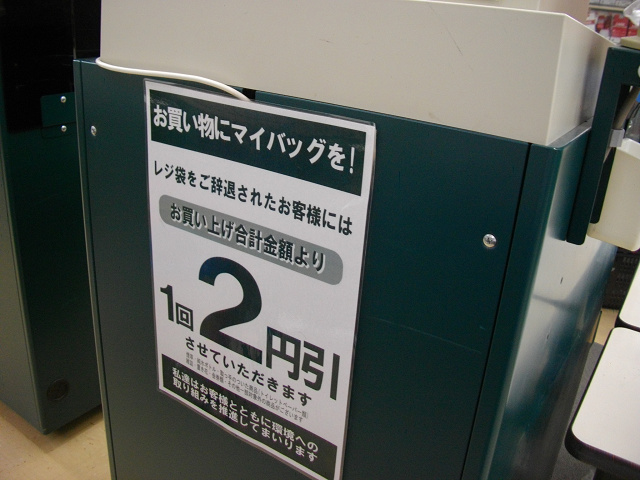 お買い物にマイバッグを!
レジ袋をご辞退されたお客様には
お買い上げ合計金額より
1回2円引
させていただきます
私達はお客様とともに環境への
取り組みを推進してまいります